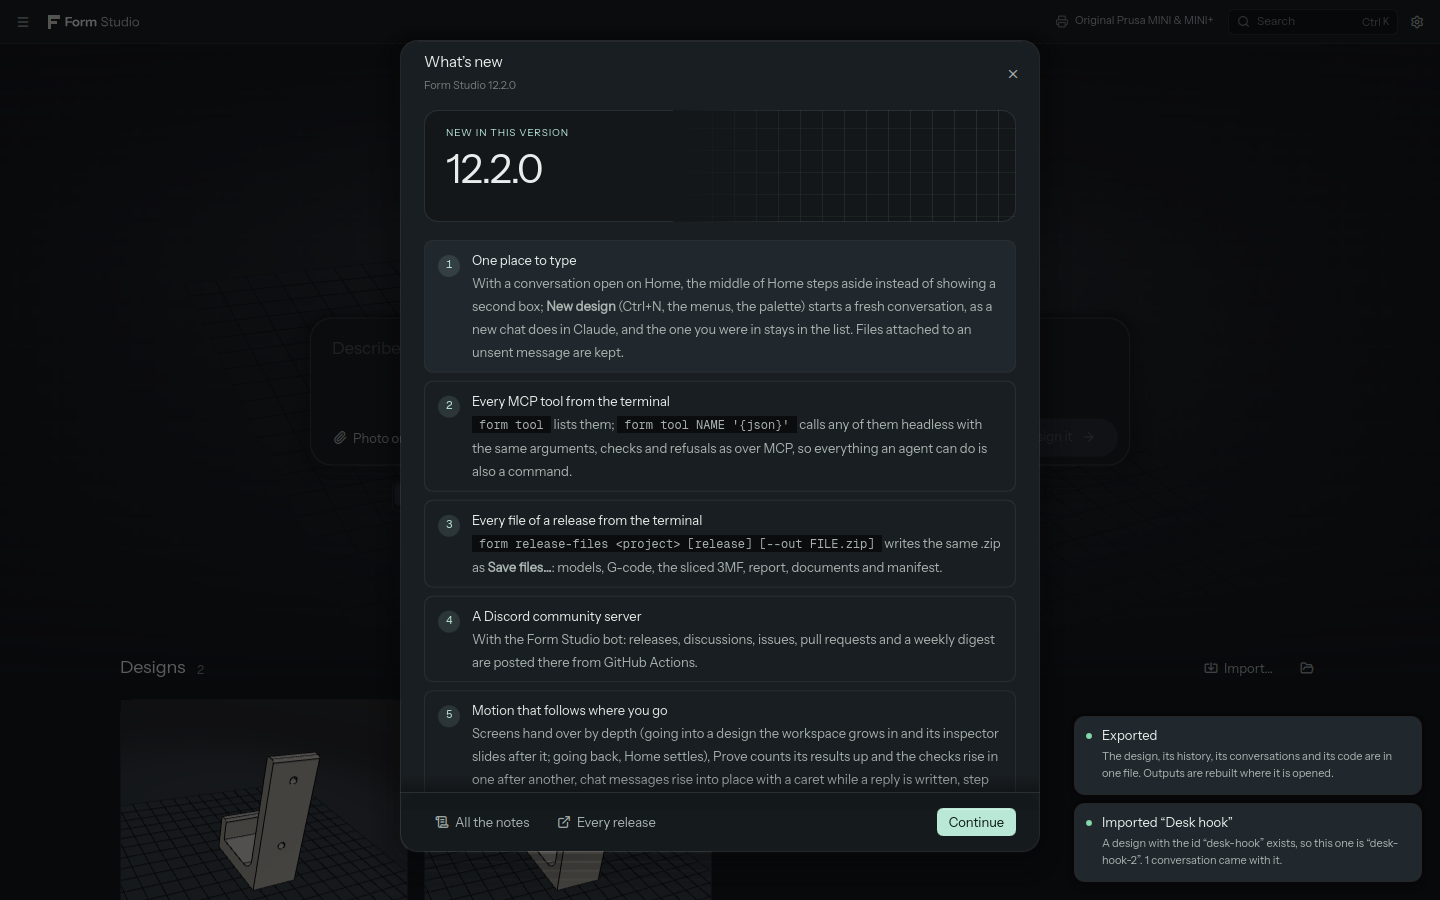 Form Studio
Original Prusa MINI & MINI+
Search
Ctrl K
What's new
Form Studio 12.2.0
NEW IN THIS VERSION
12.2.0
1
One place to type
With a conversation open on Home, the middle of Home steps aside instead of showing a
second box; New design (Ctrl+N, the menus, the palette) starts a fresh conversation, as a
new chat does in Claude, and the one you were in stays in the list. Files attached to an
unsent message are kept.
Describe
Photo o
ign it
2
Every MCP tool from the terminal
form tool lists them; form tool NAME '{json}' calls any of them headless with
the same arguments, checks and refusals as over MCP, so everything an agent can do is
also a command.
3
Every file of a release from the terminal
form release-files <project> [release] [--out FILE.zip] writes the same .zip
as Save files…: models, G-code, the sliced 3MF, report, documents and manifest.
4
A Discord community server
With the Form Studio bot: releases, discussions, issues, pull requests and a weekly digest
are posted there from GitHub Actions.
5
Motion that follows where you go
Screens hand over by depth (going into a design the workspace grows in and its inspector
slides after it; going back, Home settles), Prove counts its results up and the checks rise in
one after another, chat messages rise into place with a caret while a reply is written, step
All the notes
Every release
Continue
Designs 2
Import…
Exported
The design, its history, its conversations and its code are in
one file. Outputs are rebuilt where it is opened.
Imported “Desk hook”
A design with the id “desk-hook” exists, so this one is “desk-
hook-2”. 1 conversation came with it.